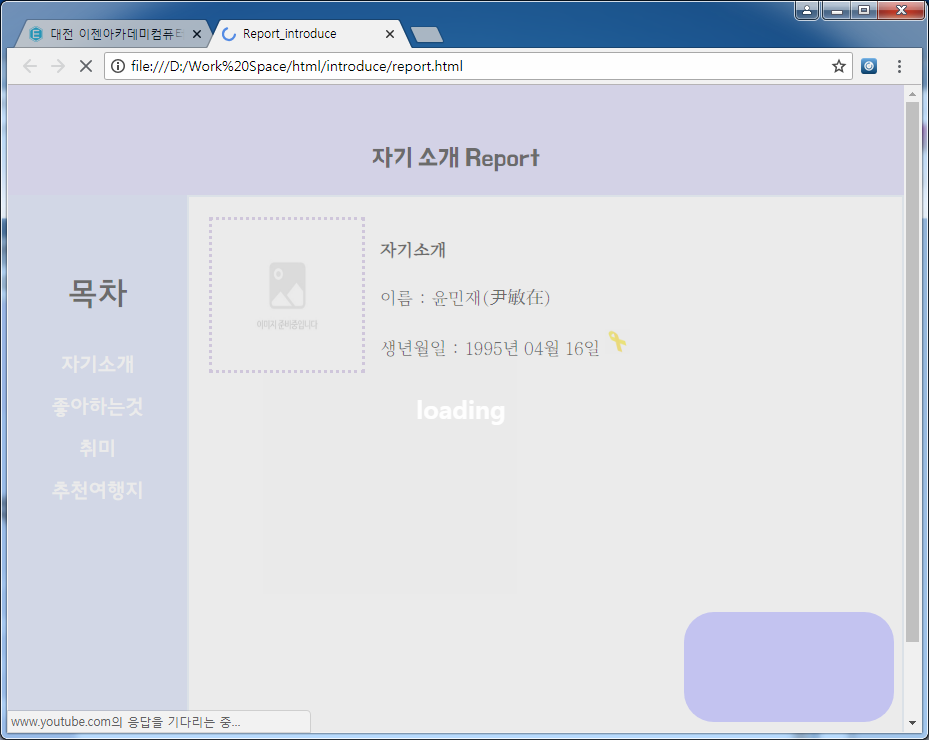 대전 이젠아카데미컴퓨터
Report_introduce
file:///D:/Work%20Space/html/introduce/report.html
자기 소개 Report
목차
자기소개
좋아하는것
취미
추천여행지
이미지 준비중입니다
자기소개
이름 : 윤민재(尹敏在)
생년월일 : 1995년 04월 16일
loading
www.youtube.com의 응답을 기다리는 중...